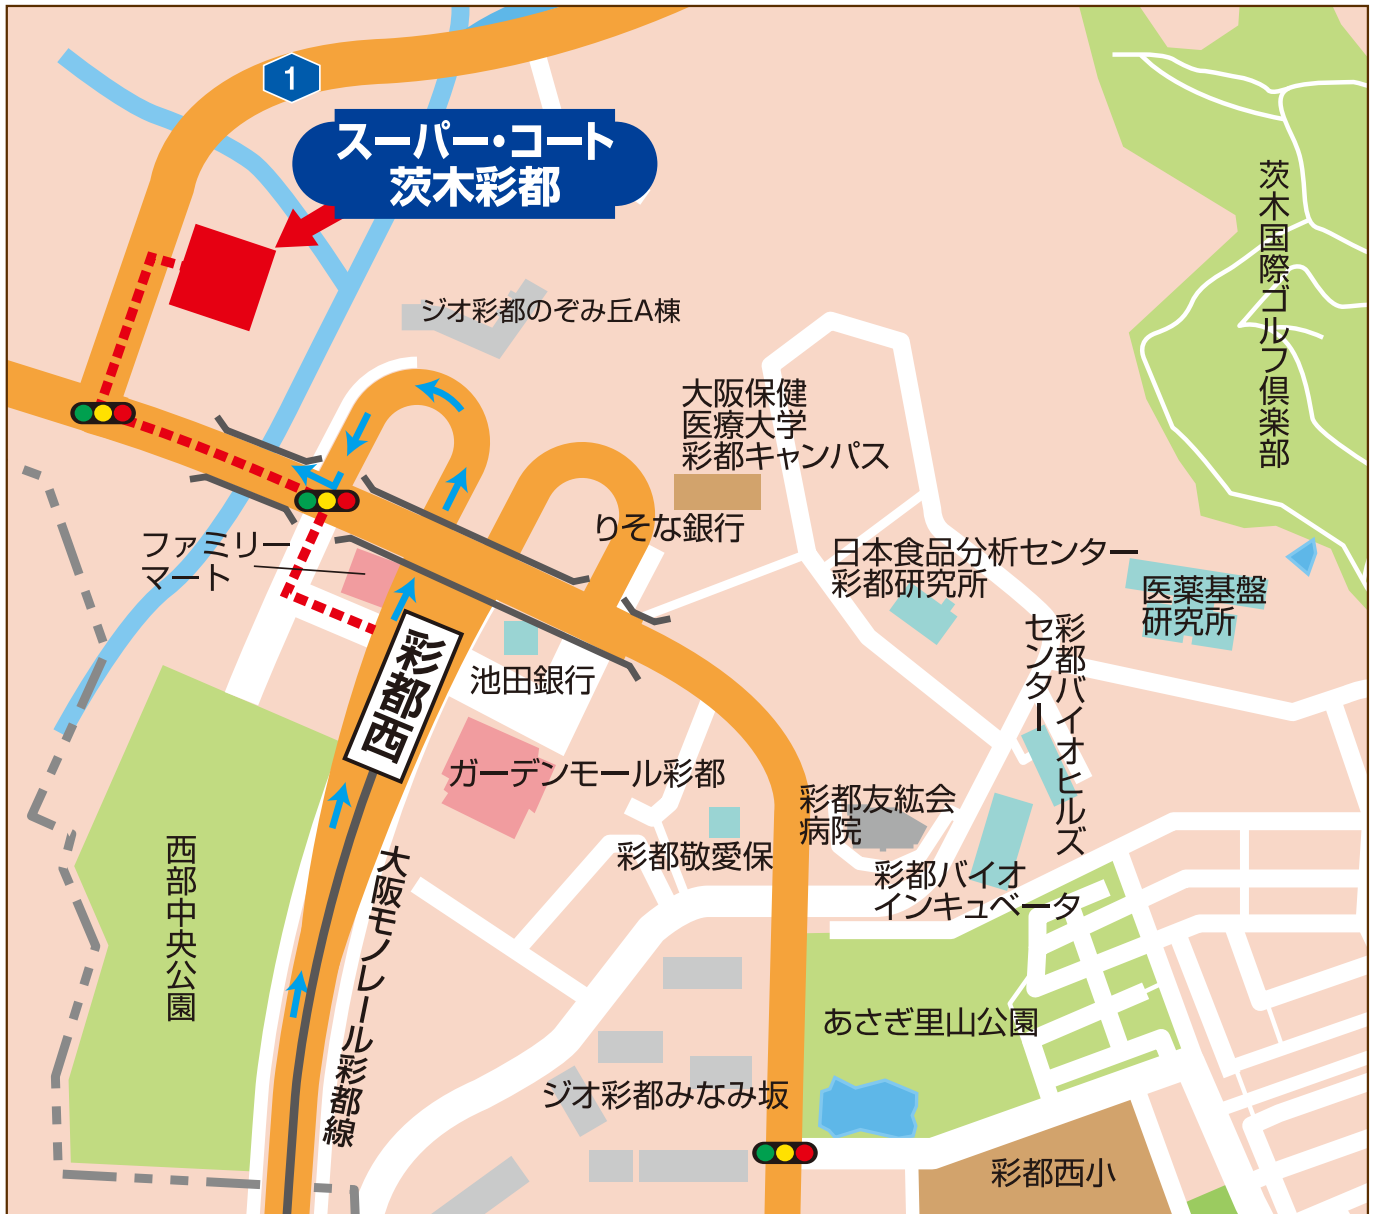 1
スーパー・コート
茨木彩都
茨木国際ゴルフ倶楽部
ジオ彩都のぞみ丘A棟
大阪保健
医療大学
彩都キャンパス
りそな銀行
ファミリー
マート
日本食品分析センター
彩都研究所
医薬基盤
研究所
彩都バイオヒルズ
センター
彩都西
池田銀行
ガーデンモール彩都
彩都友紘会
病院
彩都敬愛保
彩都バイオ
インキュベータ
西部中央公園
大阪モノレール彩都線
あさぎ里山公園
ジオ彩都みなみ坂
彩都西小